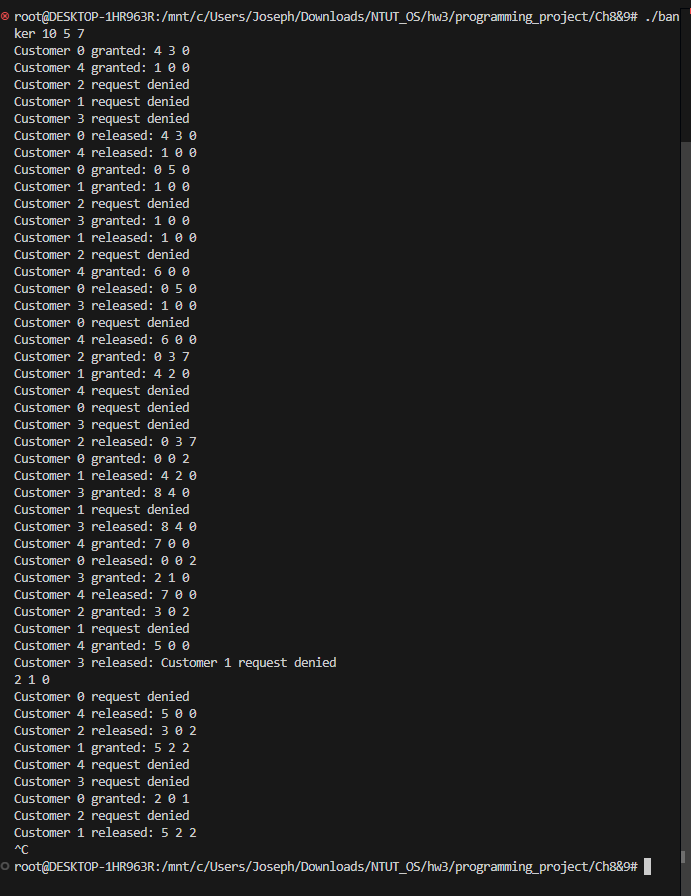 root@DESKTOP-1HR963R:/mnt/c/Users/Joseph/Downloads/NTUT_OS/hw3/programming_project/Ch8&9# ./ban
ker 10 5 7
Customer 0 granted: 4 3 0
Customer 4 granted: 1 0 0
Customer 2 request denied
Customer 1 request denied
Customer 3 request denied
Customer 0 released: 4 3 0
Customer 4 released: 1 0 0
Customer 0 granted: 0 5 0
Customer 1 granted: 1 0 0
Customer 2 request denied
Customer 3 granted: 1 0 0
Customer 1 released: 1 0 0
Customer 2 request denied
Customer 4 granted: 6 0 0
Customer 0 released: 0 5 0
Customer 3 released: 1 0 0
Customer 0 request denied
Customer 4 released: 6 0 0
Customer 2 granted: 0 3 7
Customer 1 granted: 4 2 0
Customer 4 request denied
Customer 0 request denied
Customer 3 request denied
Customer 2 released: 0 3 7
Customer 0 granted: 0 0 2
Customer 1 released: 4 2 0
Customer 3 granted: 8 4 0
Customer 1 request denied
Customer 3 released: 8 4 0
Customer 4 granted: 7 0 0
Customer 0 released: 0 0 2
Customer 3 granted: 2 1 0
Customer 4 released: 7 0 0
Customer 2 granted: 3 0 2
Customer 1 request denied
Customer 4 granted: 5 0 0
Customer 3 released: Customer 1 request denied
2 1 0
Customer 0 request denied
Customer 4 released: 5 0 0
Customer 2 released: 3 0 2
Customer 1 granted: 5 2 2
Customer 4 request denied
Customer 3 request denied
Customer 0 granted: 2 0 1
Customer 2 request denied
Customer 1 released: 5 2 2
^C
root@DESKTOP-1HR963R:/mnt/c/Users/Joseph/Downloads/NTUT_OS/hw3/programming_project/Ch8&9#